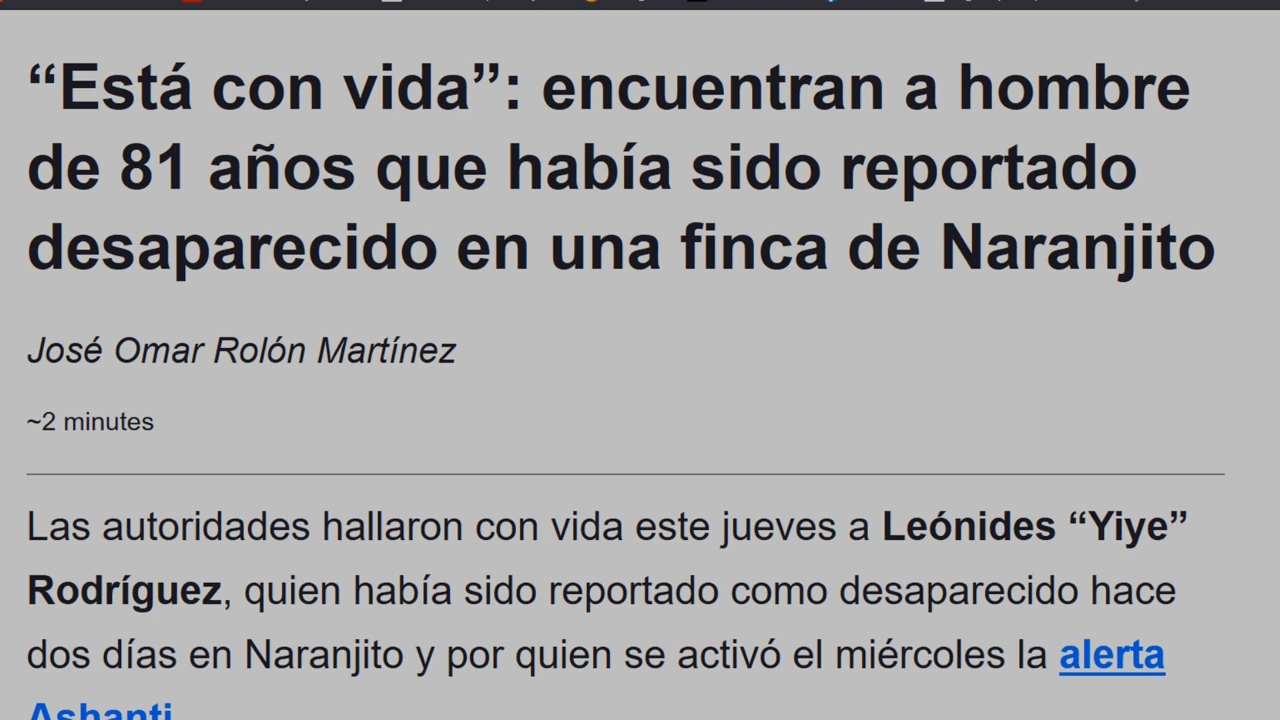 “Está con vida”: encuentran a hombre
de 81 años que había sido reportado
desaparecido en una finca de Naranjito
José Omar Rolón Martínez
~2 minutes
Las autoridades hallaron con vida este jueves a Leónides “Yiye”
Rodríguez, quien había sido reportado como desaparecido hace
dos días en Naranjito y por quien se activó el miércoles la alerta
Ashanti